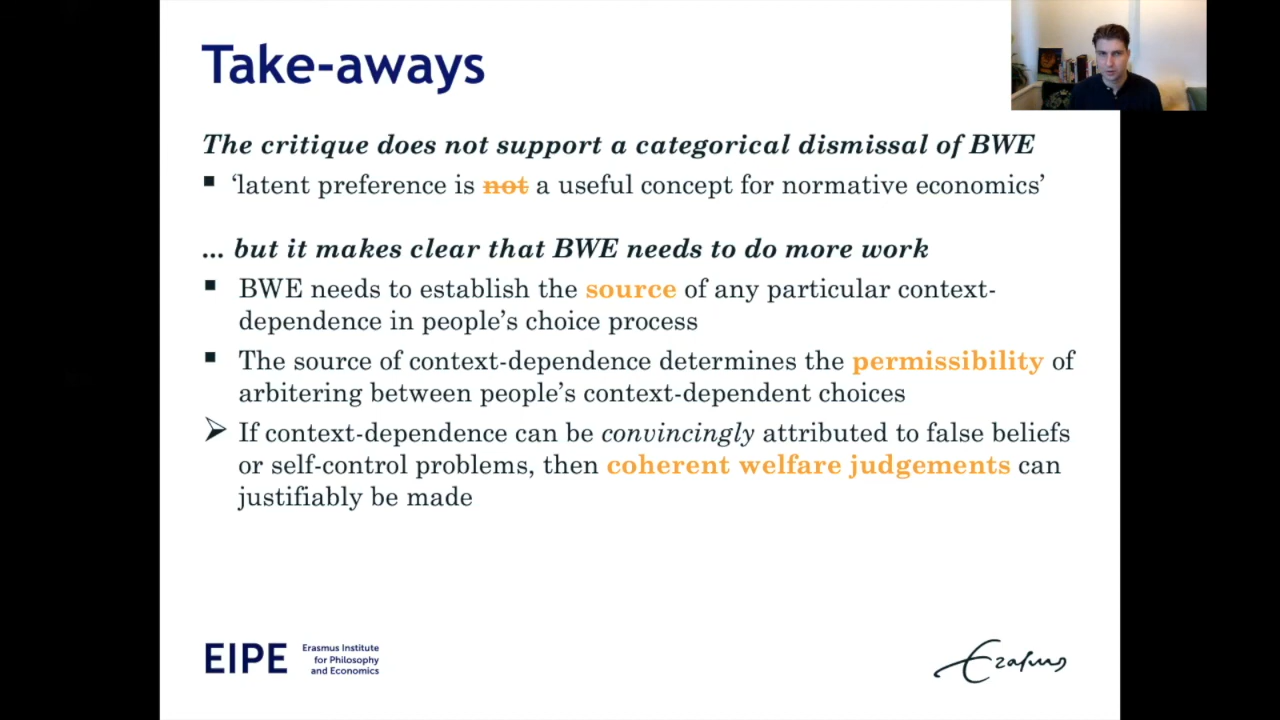 Take-aways
The critique does not support a categorical dismissal of BWE
▪ ‘latent preference is not a useful concept for normative economics’
... but it makes clear that BWE needs to do more work
▪ BWE needs to establish the source of any particular context-
dependence in people’s choice process
▪ The source of context-dependence determines the permissibility of
arbitering between people’s context-dependent choices
➢ If context-dependence can be convincingly attributed to false beliefs
or self-control problems, then coherent welfare judgements can
justifiably be made
EIPE
Erasmus Institute
for Philosophy
and Economics
Erasmus